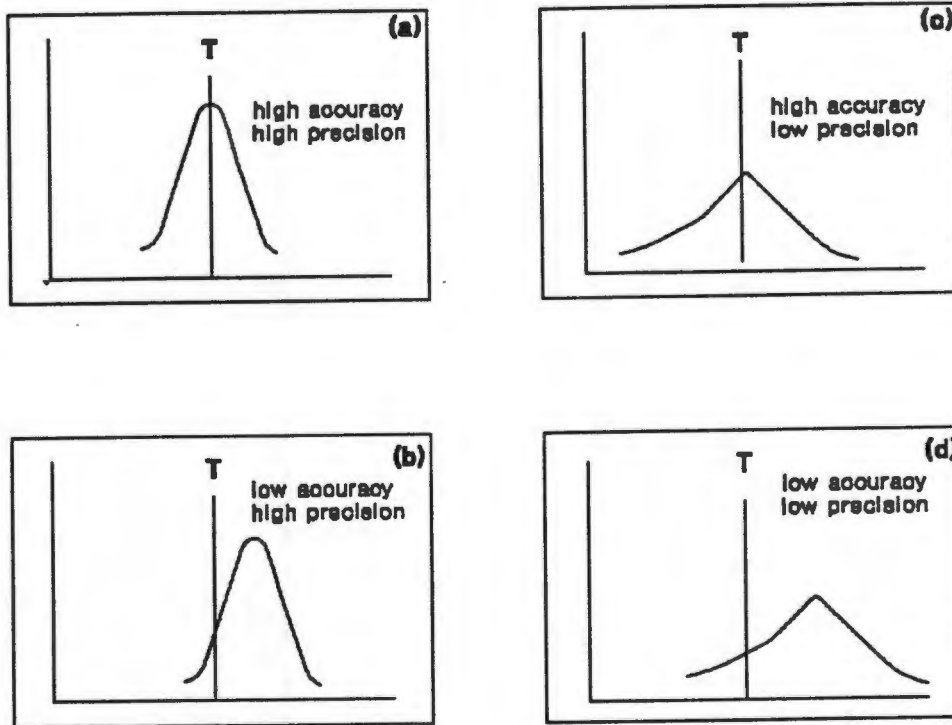 (a)
T
high accuracy
high precision
(c)
T
high accuracy
low precision
(b)
T
low accuracy
high precision
(d)
T
low accuracy
low precision